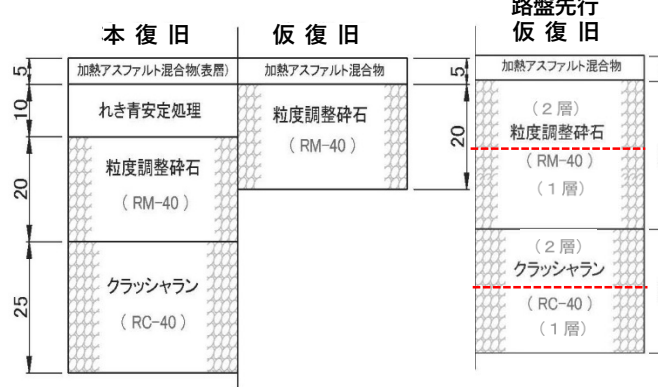 本復旧
仮復旧
路盤先行
仮復旧
5
加熱アスファルト混合物(表層)
加熱アスファルト混合物
5
加熱アスファルト混合物
10
れき青安定処理
粒度調整砕石
(RM-40)
20
(2層)
粒度調整砕石
(RM-40)
(1層)
20
粒度調整砕石
(RM-40)
25
クラッシャラン
(RC-40)
(2層)
クラッシャラン
(RC-40)
(1層)